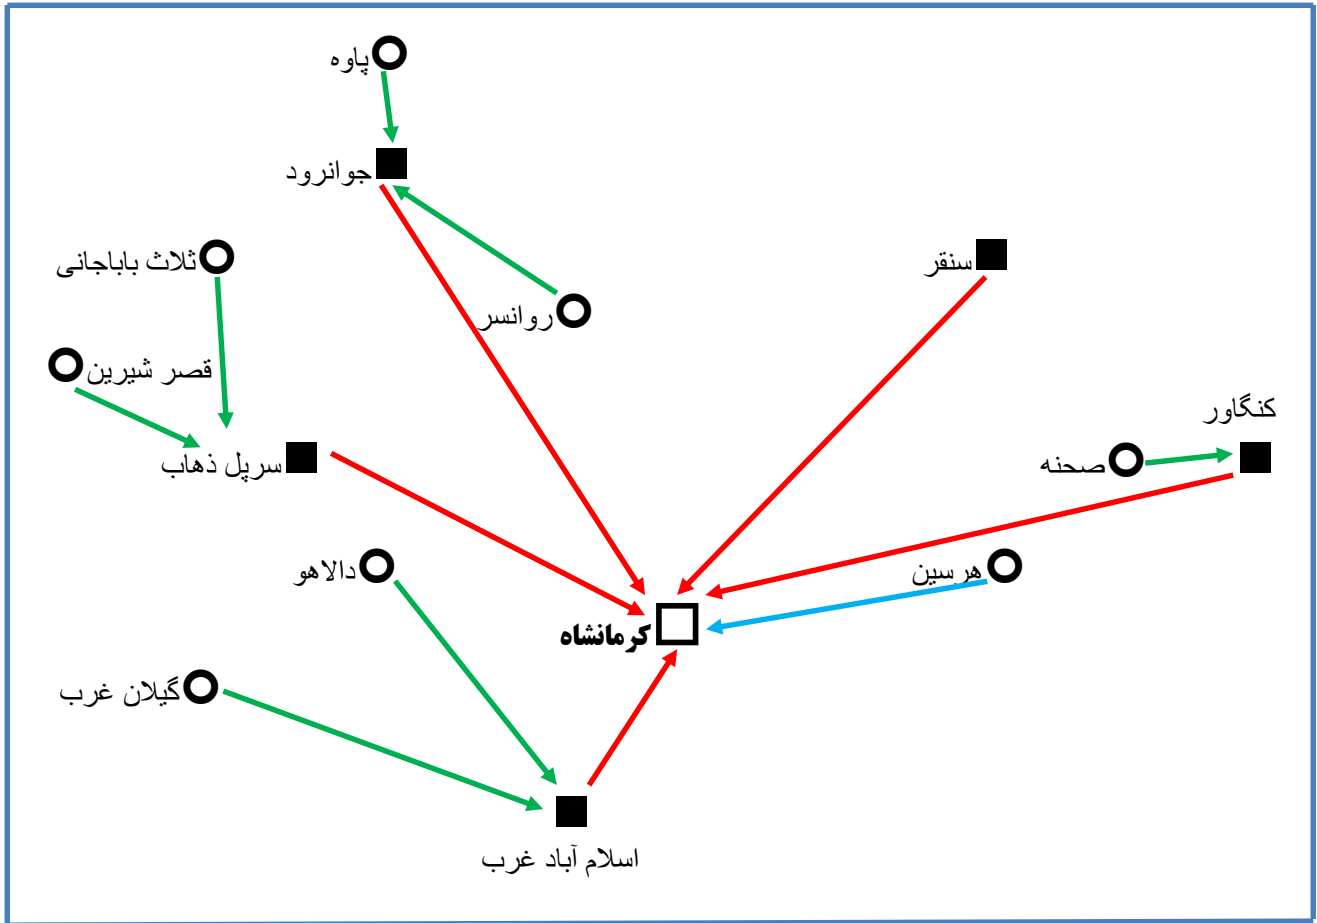 پاوه
جوانرود
ثلاث باباجانی
سنقر
روانسر
قصر شیرین
کنگاور
سرپل ذهاب
صحنه
دالاهو
هرسین
کرمانشاه
گیلان غرب
اسلام آباد غرب